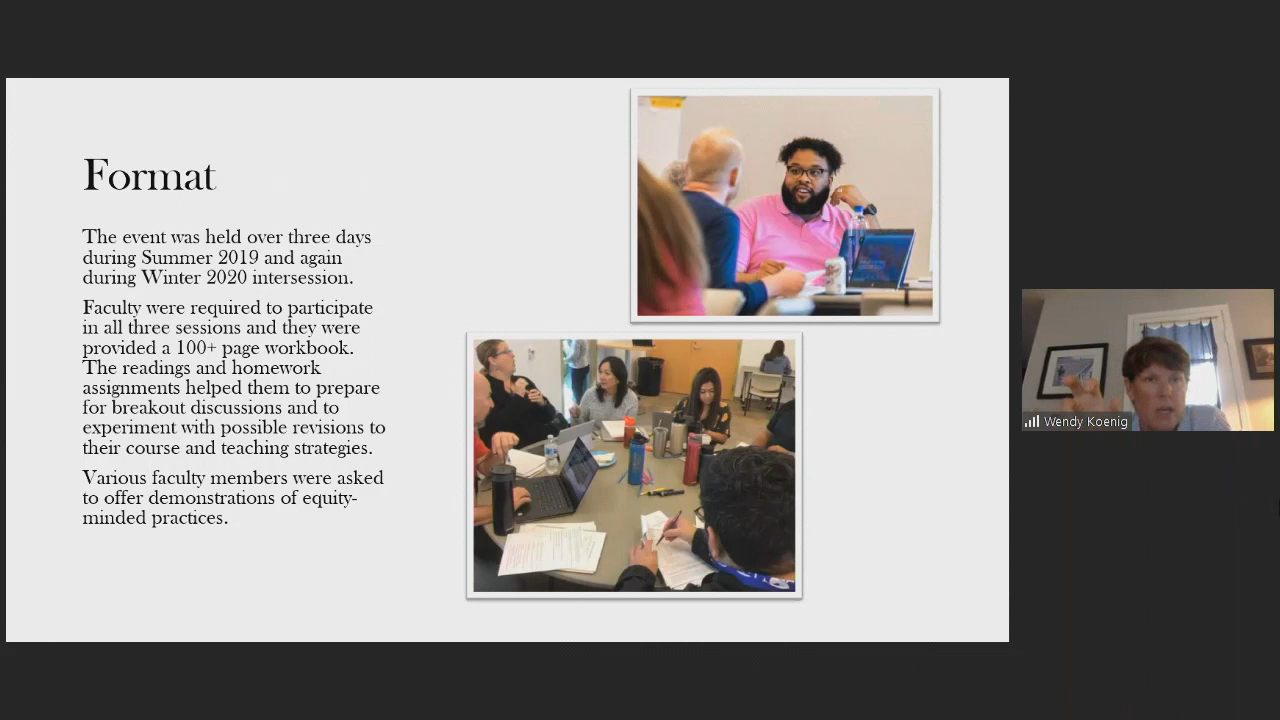 Format
The event was held over three days
during Summer 2019 and again
during Winter 2020 intersession.
Faculty were required to participate
in all three sessions and they were
provided a 100+ page workbook.
The readings and homework
assignments helped them to prepare
for breakout discussions and to
experiment with possible revisions to
their course and teaching strategies.
Various faculty members were asked
to offer demonstrations of equity-
minded practices.
Wendy Koenig